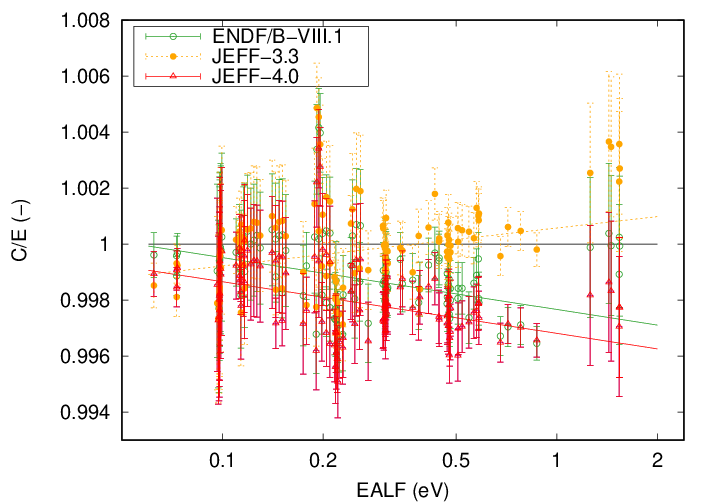 1.008
1.006
1.004
1.002
1
0.998
0.996
0.994
C/E (−)
ENDF/B−VIII.1
JEFF−3.3
JEFF−4.0
0.1
0.2
0.5
1
2
EALF (eV)